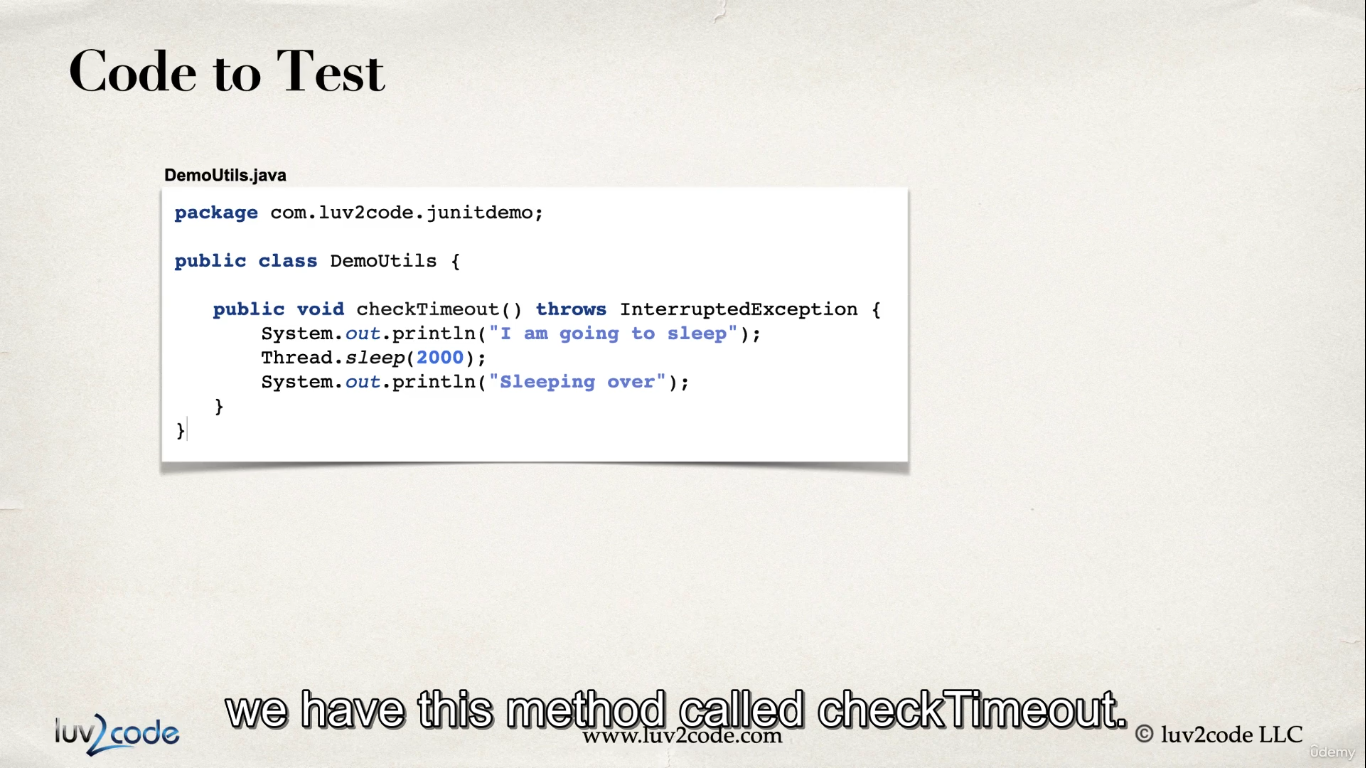 Code to Test
DemoUtils.java
package com.luv2code.junitdemo;
public class DemoUtils {
public void checkTimeout() throws InterruptedException {
System.out.println("I am going to sleep");
Thread.sleep(2000);
System.out.println("Sleeping over");
}
}
we have this method called checkTimeout.
luv2code
www.luv2code.com
© luv2code LLC
Udemy